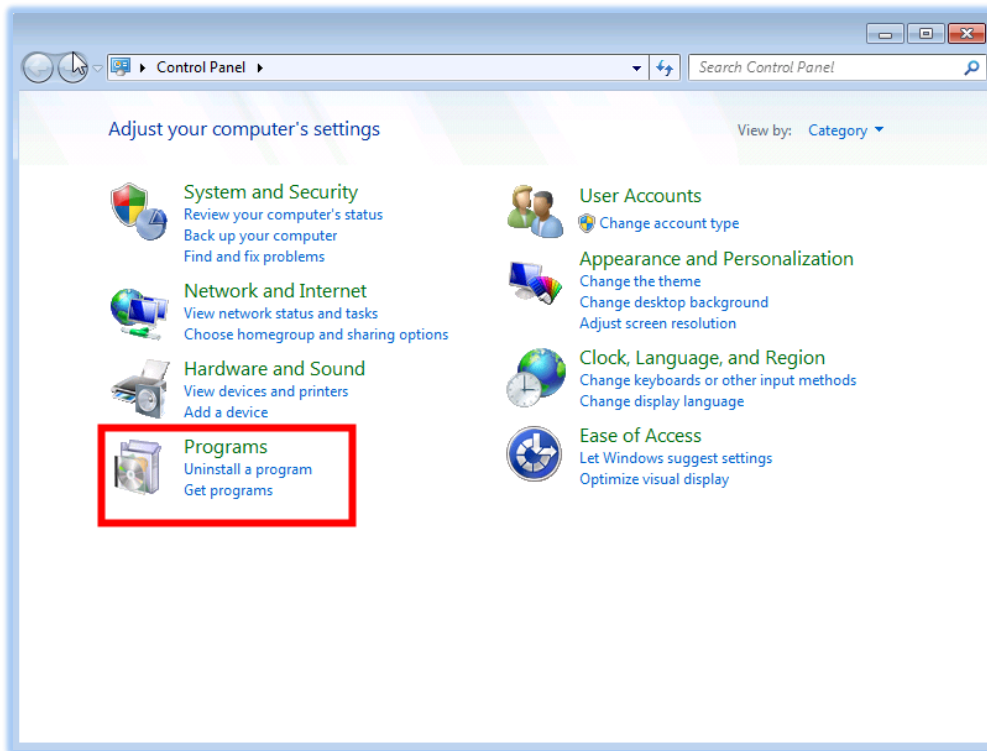 Control Panel
Search Control Panel
Adjust your computer's settings
View by: Category
System and Security
Review your computer's status
Back up your computer
Find and fix problems
Network and Internet
View network status and tasks
Choose homegroup and sharing options
Hardware and Sound
View devices and printers
Add a device
Programs
Uninstall a program
Get programs
User Accounts
Change account type
Appearance and Personalization
Change the theme
Change desktop background
Adjust screen resolution
Clock, Language, and Region
Change keyboards or other input methods
Change display language
Ease of Access
Let Windows suggest settings
Optimize visual display